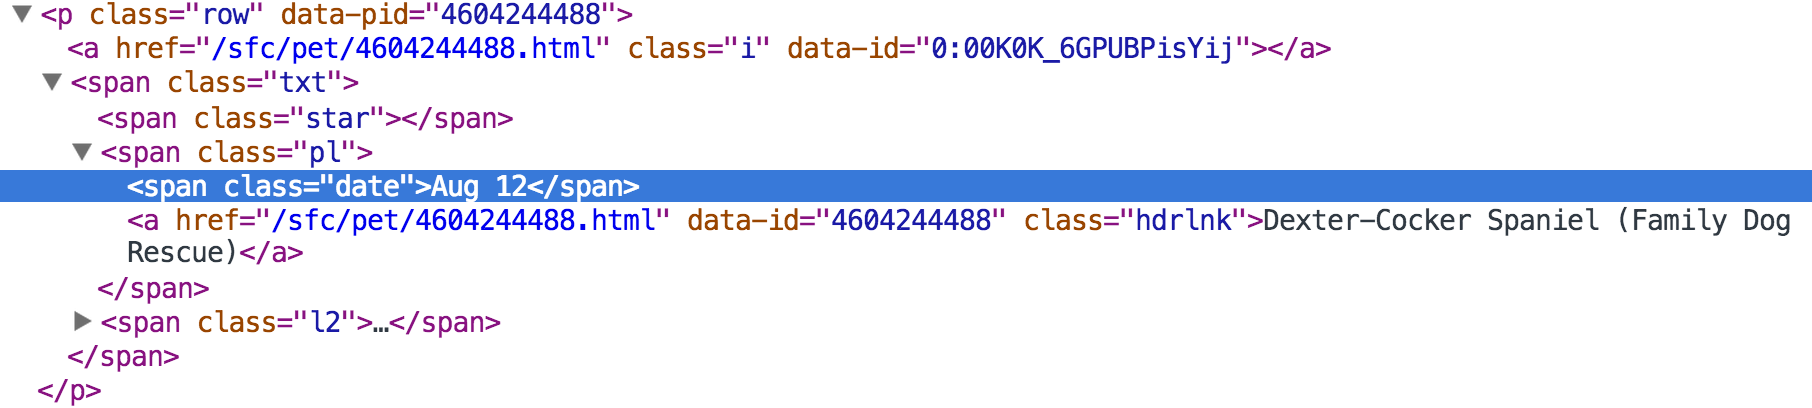 ▼<p class="row" data-pid="4604244488">
<a href="/sfc/pet/4604244488.html" class="i" data-id="0:00K0K_6GPUBPisYij"></a>
▼<span class="txt">
<span class="star"></span>
▼<span class="pl">
<span class="date">Aug 12</span>
<a href="/sfc/pet/4604244488.html" data-id="4604244488" class="hdrlnk">Dexter-Cocker Spaniel (Family Dog
Rescue)</a>
</span>
▶<span class="l2">…</span>
</span>
</p>